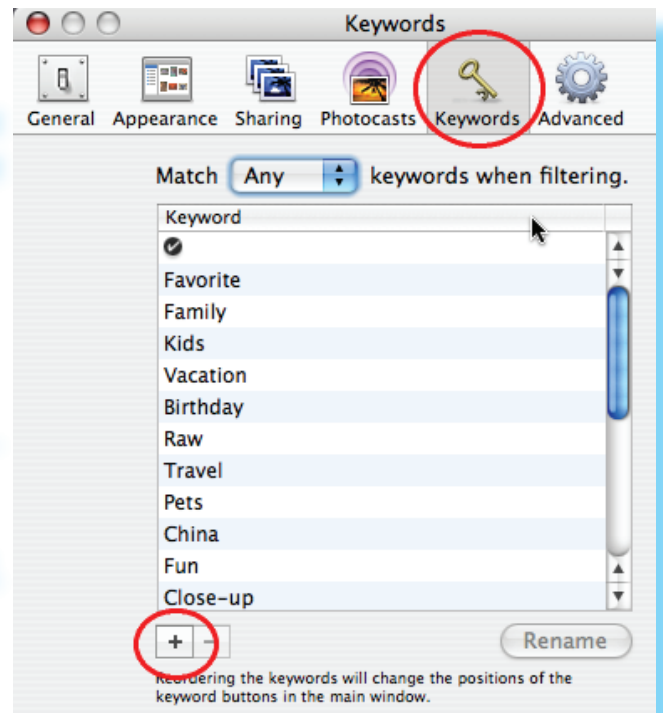 Keywords
General Appearance Sharing Photocasts Keywords Advanced
Match Any keywords when filtering.
Keyword
Favorite
Family
Kids
Vacation
Birthday
Raw
Travel
Pets
China
Fun
Close-up
+ -
Rename
Reordering the keywords will change the positions of the
keyword buttons in the main window.